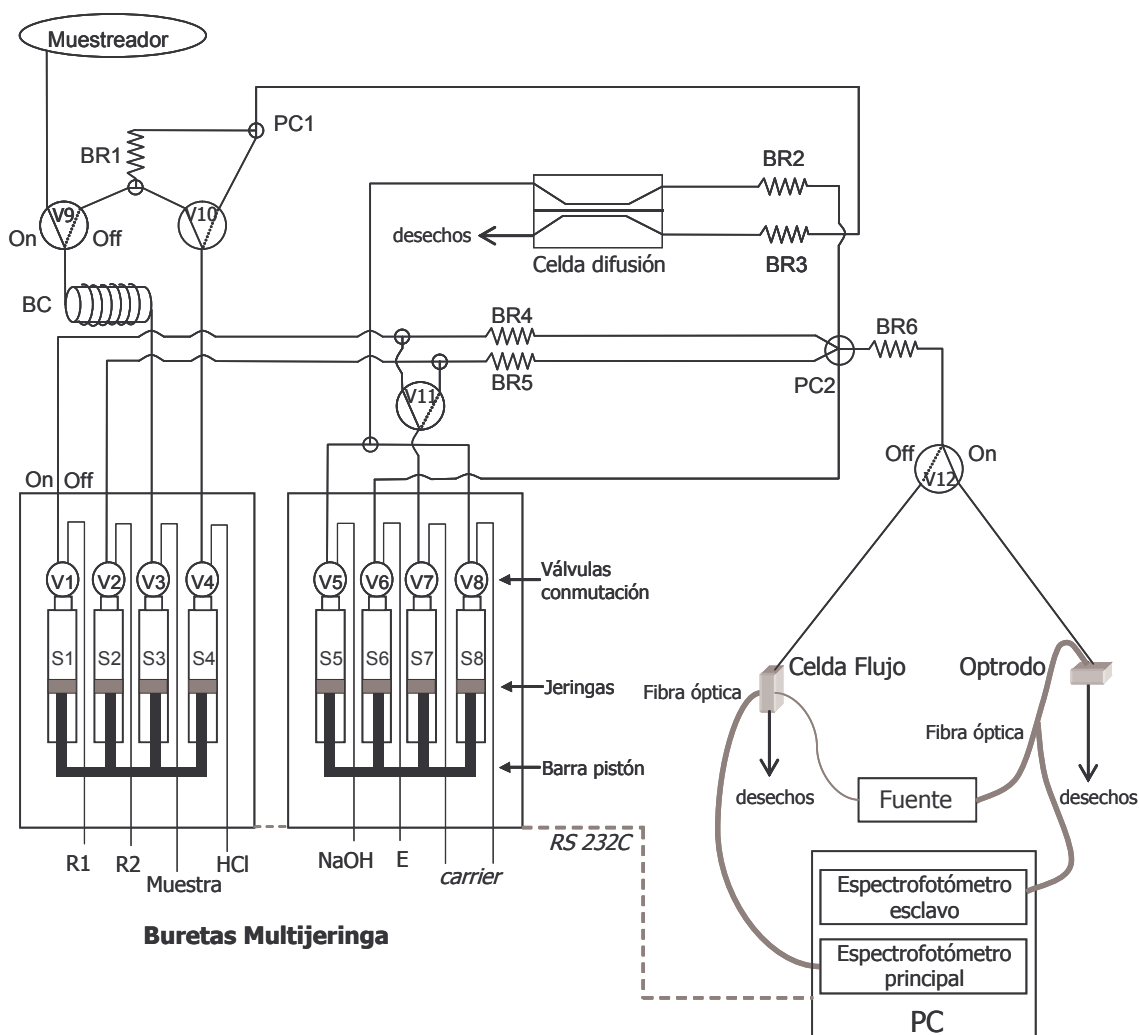 Muestreador
PC1
BR1
BR2
V9
V10
On
Off
desechos
Celda difusión
BR3
BC
BR4
BR6
BR5
PC2
V11
Off
On
V12
On
Off
V1
V2
V3
V4
V5
V6
V7
V8
Válvulas
conmutación
S1
S2
S3
S4
S5
S6
S7
S8
Jeringas
Celda Flujo
Optrodo
Fibra óptica
Fibra óptica
Barra pistón
desechos
Fuente
desechos
R1
R2
Muestra
HCl
NaOH
E
carrier
RS 232C
Buretas Multijeringa
Espectrofotómetro
esclavo
Espectrofotómetro
principal
PC